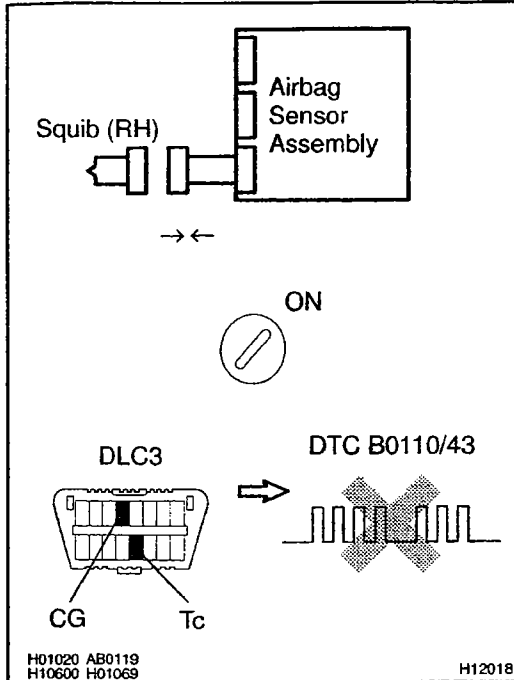 Airbag
Sensor
Assembly
Squib (RH)
ON
DLC3
DTC B0110/43
CG
Tc
H01020 AB0119
H10600 H01069
H12018